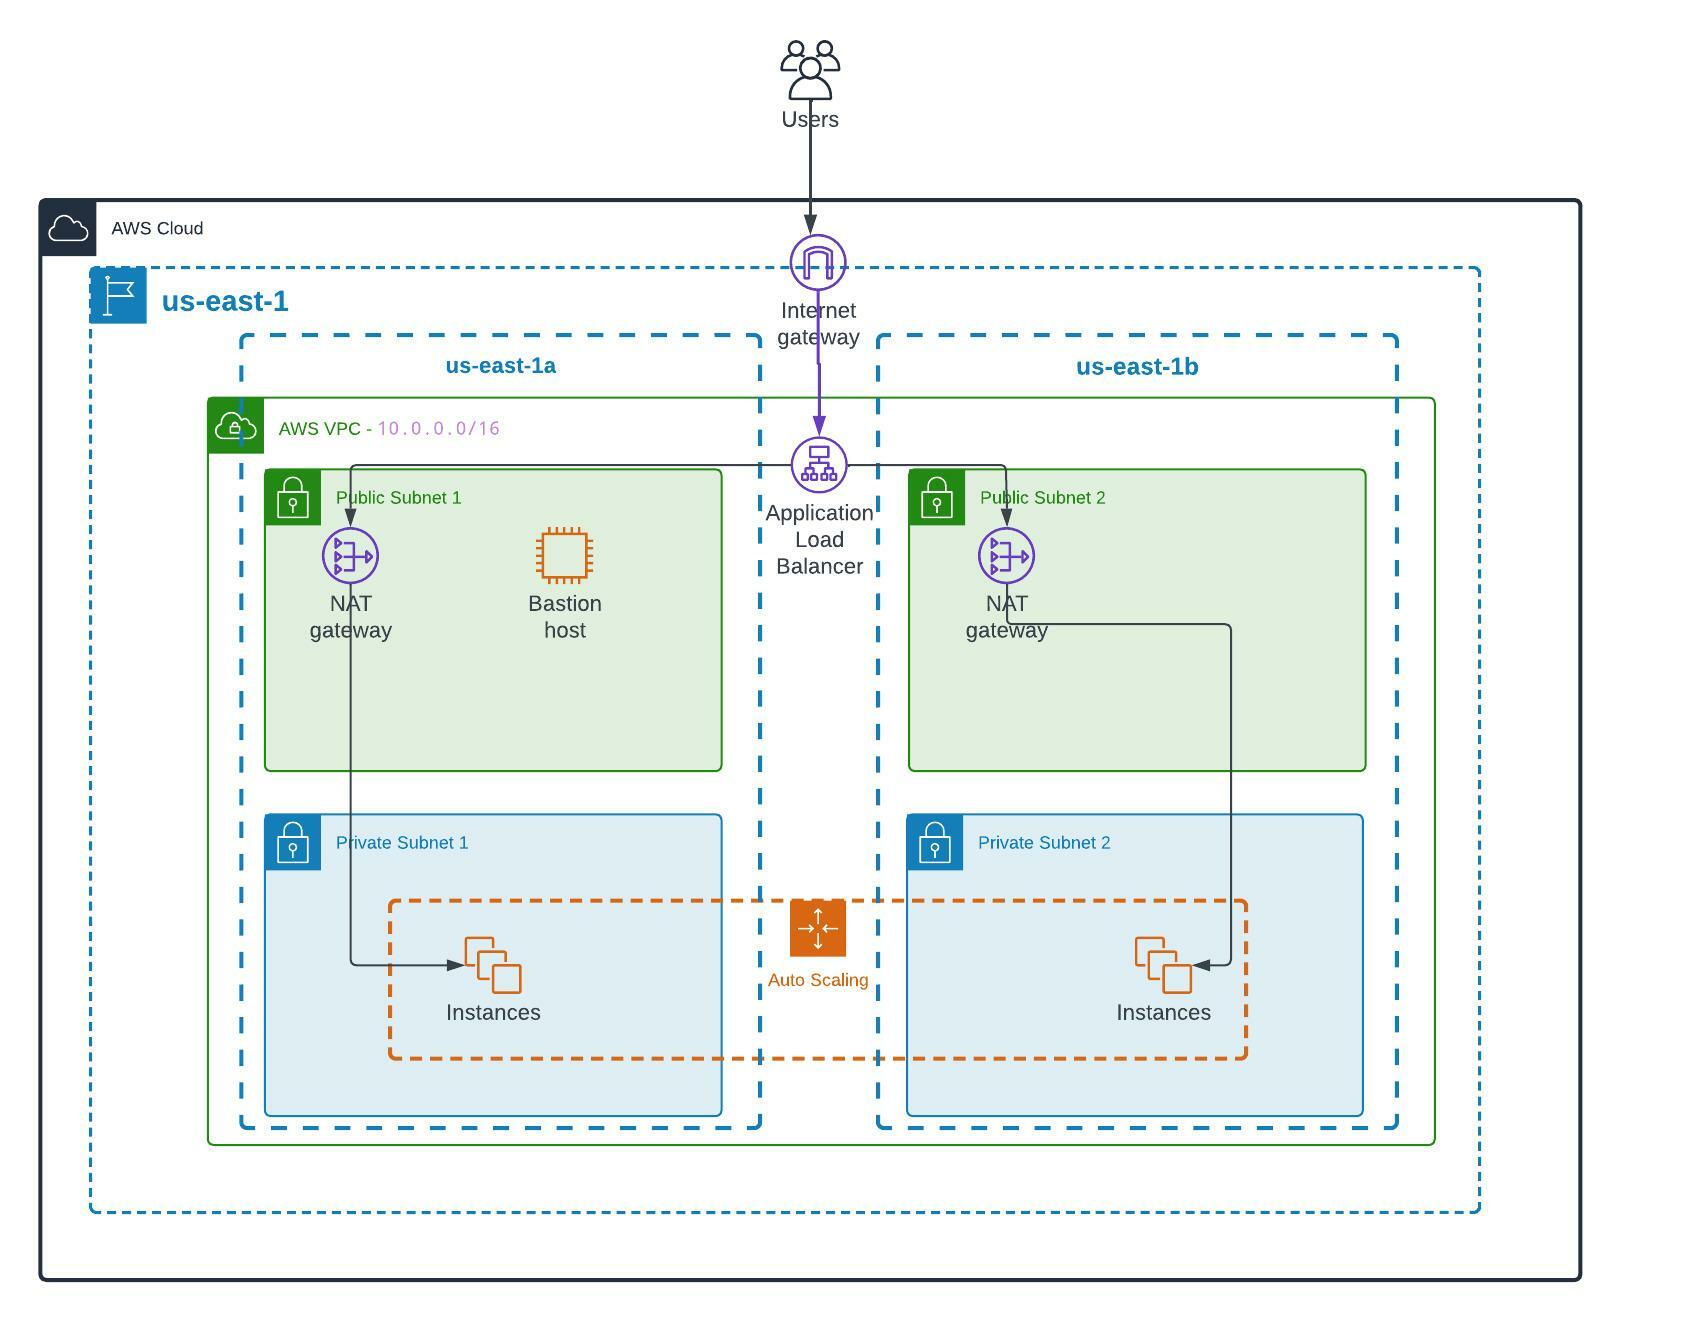 Users
AWS Cloud
us-east-1
Internet
gateway
us-east-1a
us-east-1b
AWS VPC - 10.0.0.0/16
Public Subnet 1
Public Subnet 2
Application
Load
Balancer
NAT
gateway
Bastion
host
NAT
gateway
Private Subnet 1
Private Subnet 2
Auto Scaling
Instances
Instances